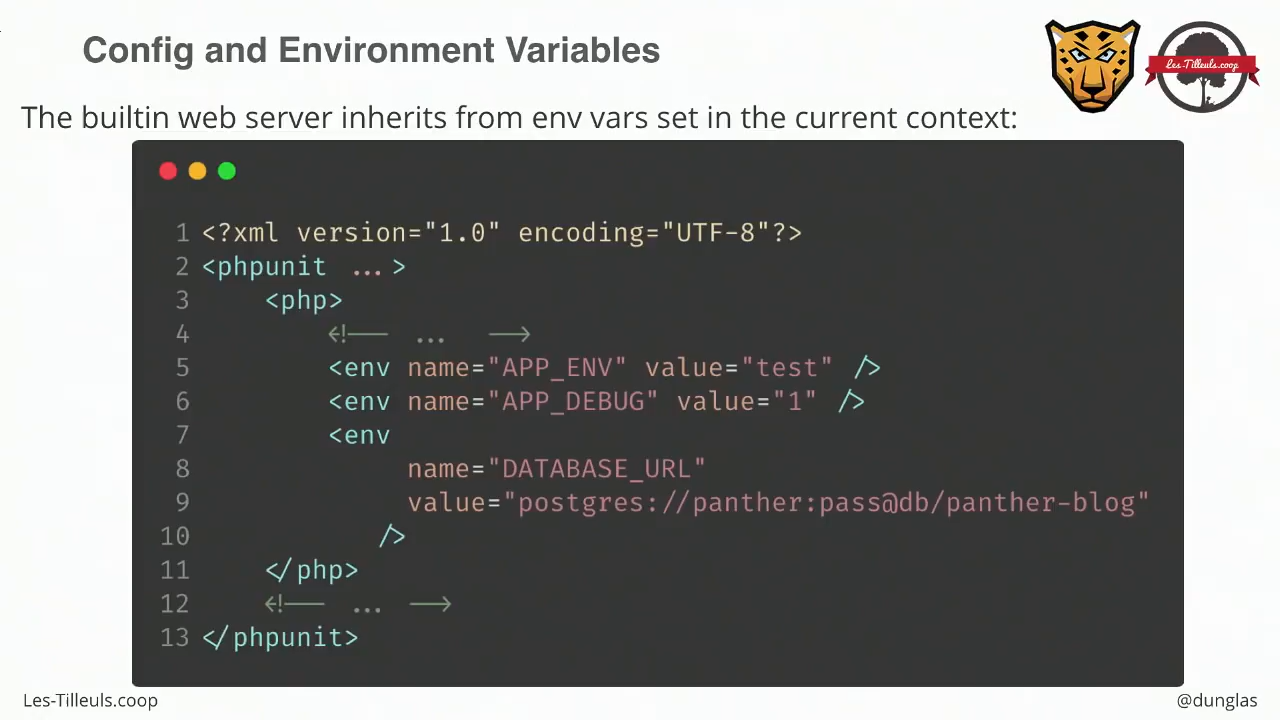 Config and Environment Variables
Les-Tilleuls.coop
The builtin web server inherits from env vars set in the current context:
1 <?xml version="1.0" encoding="UTF-8"?>
2 <phpunit ...>
3     <php>
4         <!-- ... -->
5         <env name="APP_ENV" value="test" />
6         <env name="APP_DEBUG" value="1" />
7         <env
8              name="DATABASE_URL"
9              value="postgres://panther:pass@db/panther-blog"
10            />
11    </php>
12    <!-- ... -->
13 </phpunit>
Les-Tilleuls.coop
@dunglas